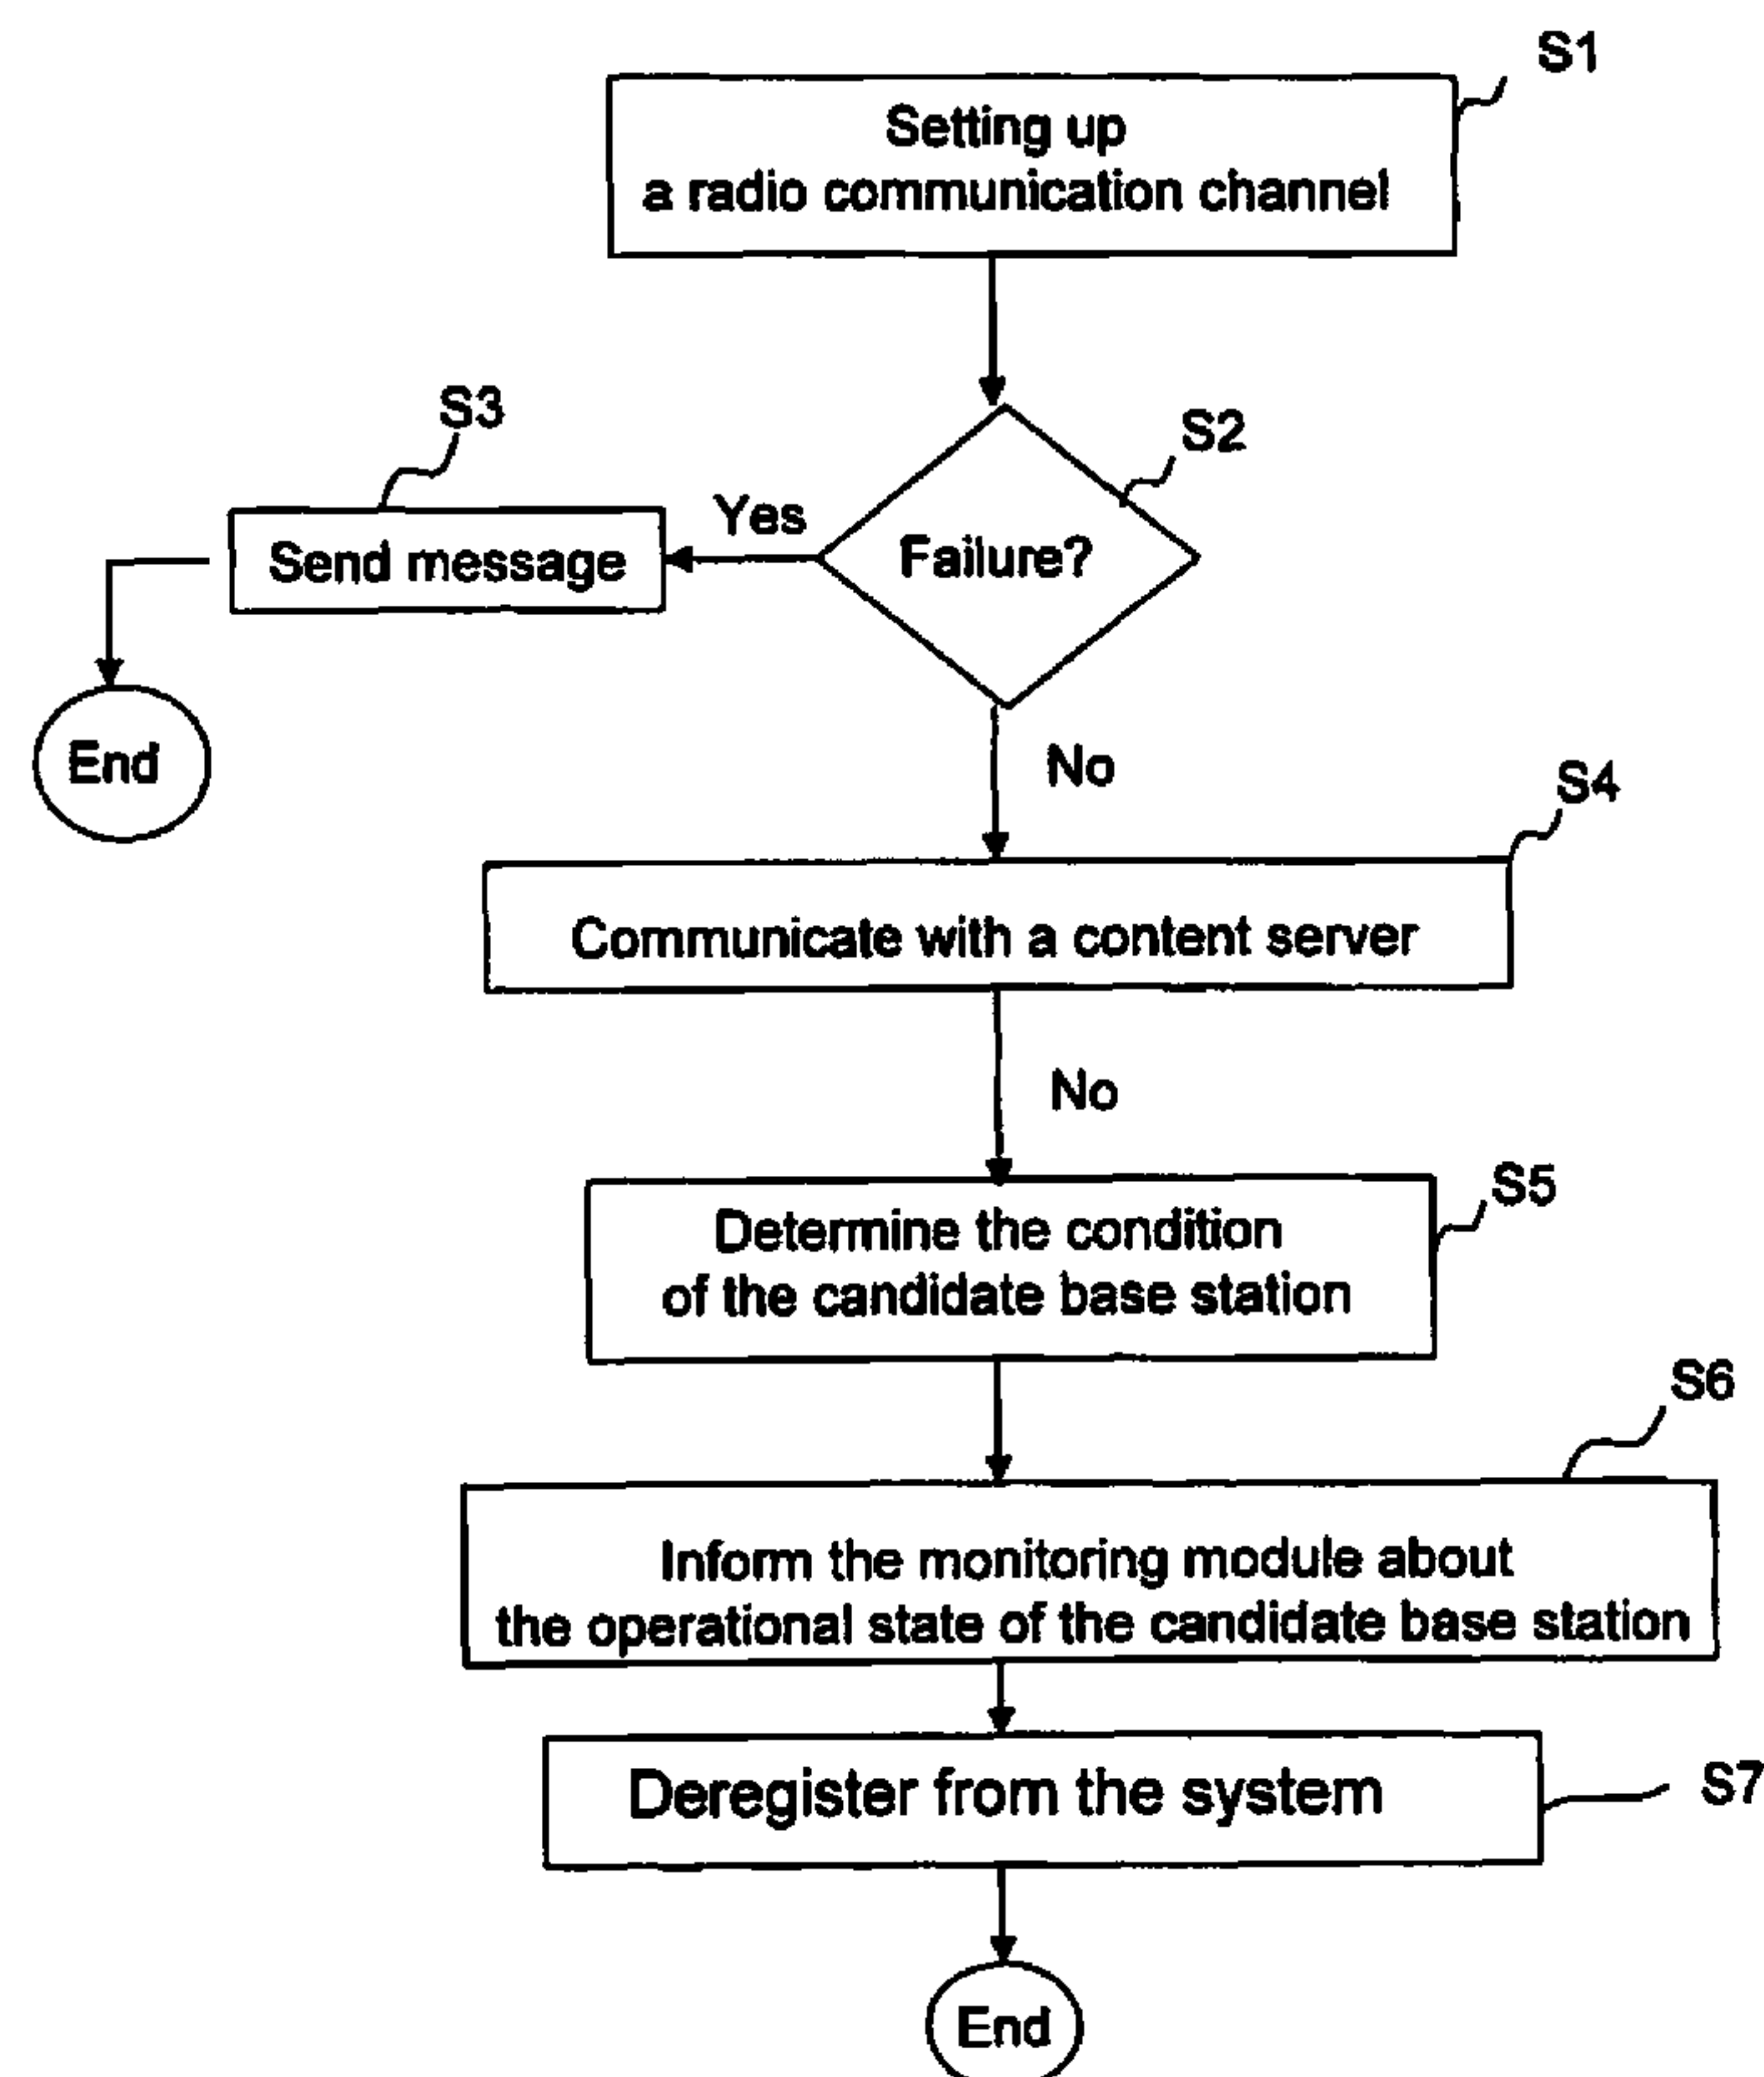 S1
Setting up
a radio communication channel
S3
S2
Yes
Send message
Failure?
End
No
S4
Communicate with a content server
No
S5
Determine the condition
of the candidate base station
S6
Inform the monitoring module about
the operational state of the candidate base station
Deregister from the system
S7
End